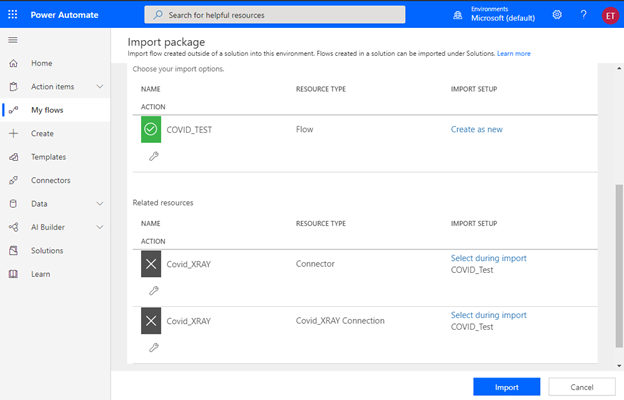 Power Automate
Search for helpful resources
Environments
Microsoft (default)
?
ET
Home
Action items
My flows
Create
Templates
Connectors
Data
AI Builder
Solutions
Learn
Import package
Import flow created outside of a solution into this environment. Flows created in a solution can be imported under Solutions. Learn more
Choose your import options.
NAME RESOURCE TYPE IMPORT SETUP
ACTION
COVID_TEST Flow Create as new
Related resources
NAME RESOURCE TYPE IMPORT SETUP
ACTION
Covid_XRAY Connector Select during import
COVID_Test
Covid_XRAY Covid_XRAY Connection Select during import
COVID_Test
Import Cancel